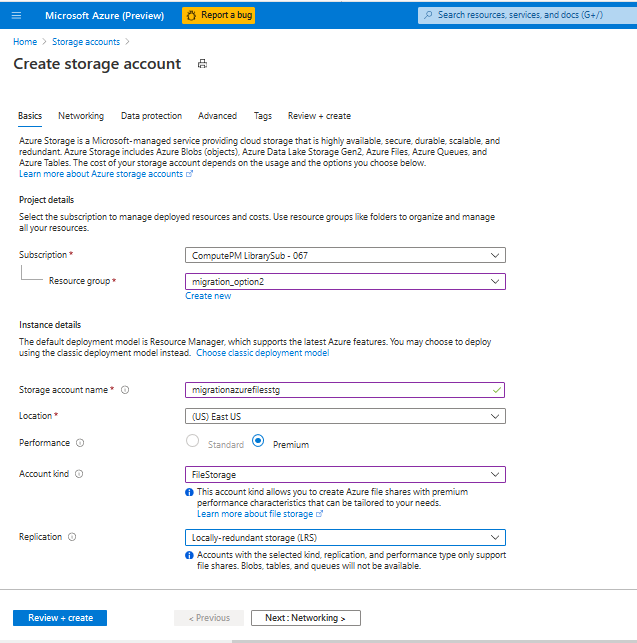 Microsoft Azure (Preview) Report a bug Search resources, services, and docs (G+/)
Home > Storage accounts >
Create storage account
Basics Networking Data protection Advanced Tags Review + create
Azure Storage is a Microsoft-managed service providing cloud storage that is highly available, secure, durable, scalable, and
redundant. Azure Storage includes Azure Blobs (objects), Azure Data Lake Storage Gen2, Azure Files, Azure Queues, and
Azure Tables. The cost of your storage account depends on the usage and the options you choose below.
Learn more about Azure storage accounts
Project details
Select the subscription to manage deployed resources and costs. Use resource groups like folders to organize and manage
all your resources.
Subscription * ComputePM LibrarySub - 067
Resource group * migration_option2
Create new
Instance details
The default deployment model is Resource Manager, which supports the latest Azure features. You may choose to deploy
using the classic deployment model instead. Choose classic deployment model
Storage account name * migrationazurefilesstg
Location * (US) East US
Performance Standard Premium
Account kind FileStorage
This account kind allows you to create Azure file shares with premium
performance characteristics that can be tailored to your needs.
Learn more about file storage
Replication Locally-redundant storage (LRS)
Accounts with the selected kind, replication, and performance type only support
file shares. Blobs, tables, and queues will not be available.
Review + create < Previous Next : Networking >